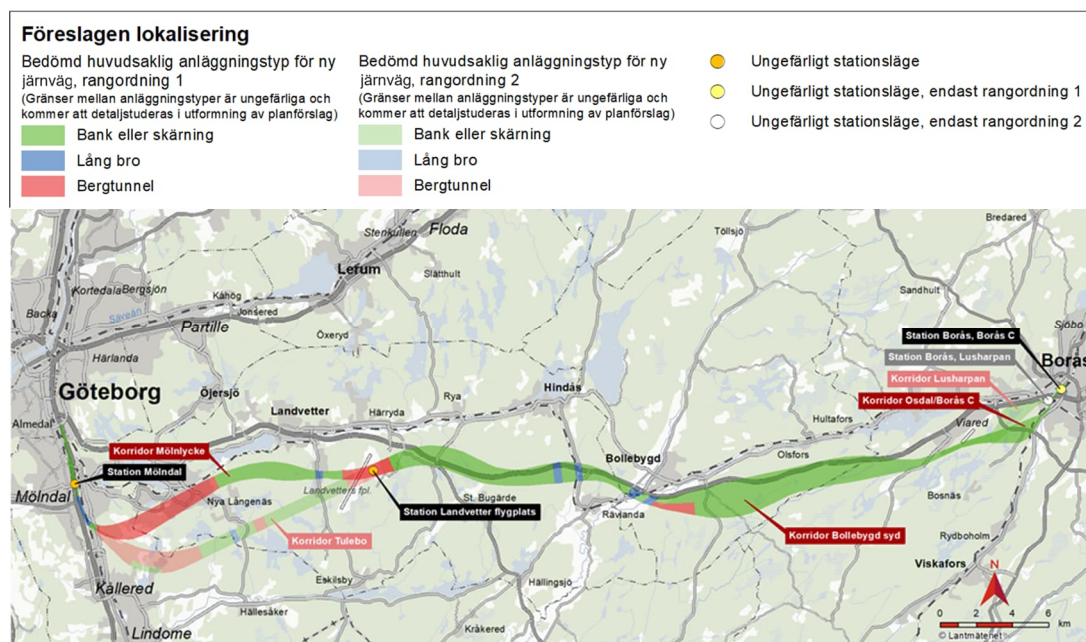 Föreslagen lokalisering
Bedömd huvudsaklig anläggningstyp för ny
järnväg, rangordning 1
(Gränser mellan anläggningstyper är ungefärliga och
kommer att detaljstuderas i utformning av planförslag)
Bank eller skärning
Lång bro
Bergtunnel
Bedömd huvudsaklig anläggningstyp för ny
järnväg, rangordning 2
(Gränser mellan anläggningstyper är ungefärliga och
kommer att detaljstuderas i utformning av planförslag)
Bank eller skärning
Lång bro
Bergtunnel
Ungefärligt stationsläge
Ungefärligt stationsläge, endast rangordning 1
Ungefärligt stationsläge, endast rangordning 2
Bredared
Töllsjö
Floda
Stenkullen
Lerum
Slätthult
Kortedala
Bergsjön
Kåhög
Jonsered
Sandhult
Backa
Säveån
Partille
Öxeryd
Sjöbo
Station Borås, Borås C
Härlanda
Station Borås, Lusharpan
Borås
Korridor Lusharpan
Göteborg
Öjersjö
Hindås
Rya
Korridor Osdal/Borås C
Landvetter
Härryda
Hultafors
Viared
Almedal
Korridor Mölnlycke
Bollebygd
Olsfors
Station Mölndal
Mölndal
Nya Långenäs
Landvetters fpl.
St. Bugärde
Bosnäs
Station Landvetter flygplats
Rävlanda
Korridor Tulebo
Korridor Bollebygd syd
Rydboholm
Viskafors
Kållered
Eskilsby
Hällingsjö
N
Hällesåker
Kråkered
Lindome
0 2 4 6
km
© Lantmäteriet